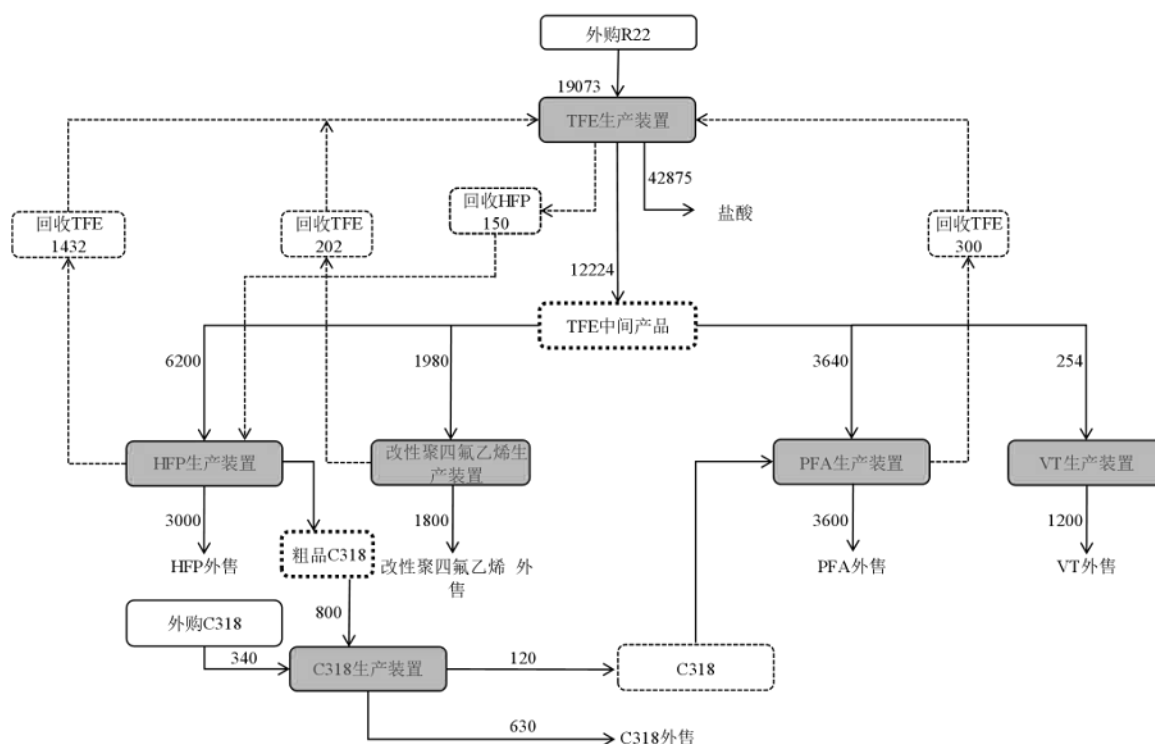 外购R22
19073
TFE生产装置
42875
盐酸
回收HFP
150
回收TFE
1432
回收TFE
202
回收TFE
300
12224
TFE中间产品
6200
1980
3640
254
HFP生产装置
改性聚四氟乙烯生
产装置
PFA生产装置
VT生产装置
3000
1800
3600
1200
HFP外售
粗品C318
改性聚四氟乙烯 外
售
PFA外售
VT外售
外购C318
800
340
C318生产装置
120
C318
630
C318外售